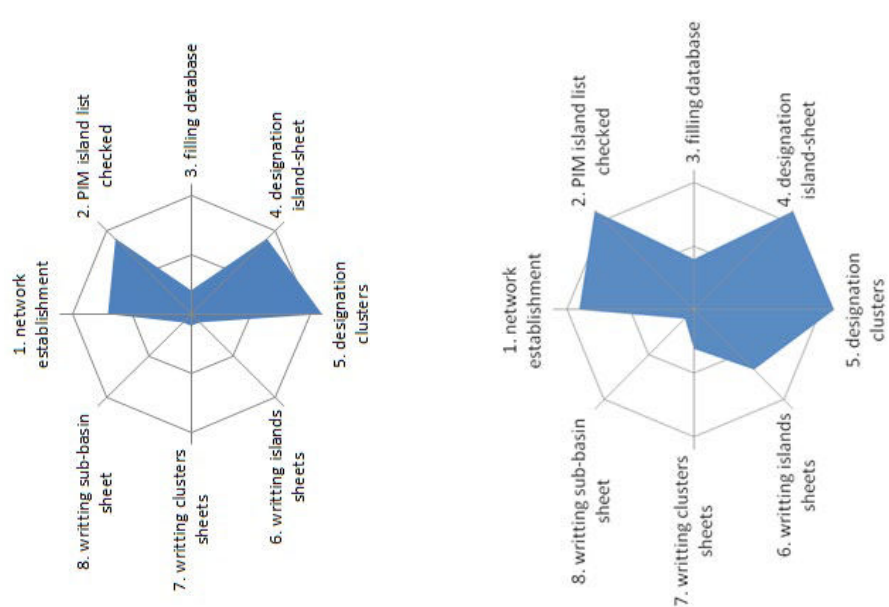 1. network
establishment
2. PIM island list
checked
3. filling database
4. designation
island-sheet
5. designation
clusters
6. writting islands
sheets
7. writting clusters
sheets
8. writting sub-basin
sheet
1. network
establishment
2. PIM island list
checked
3. filling database
4. designation
island-sheet
5. designation
clusters
6. writting islands
sheets
7. writting clusters
sheets
8. writting sub-basin
sheet